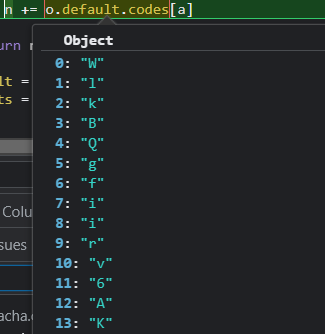 n += o.default.codes[a]
Object
urn
0: "W"
1: "l"
lt =
2: "k"
ts =
3: "B"
4: "Q"
5: "g"
6: "f"
7: "i"
Colu
8: "i"
ssues
9: "r"
10: "v"
11: "6"
12: "A"
acha.c
13: "K"